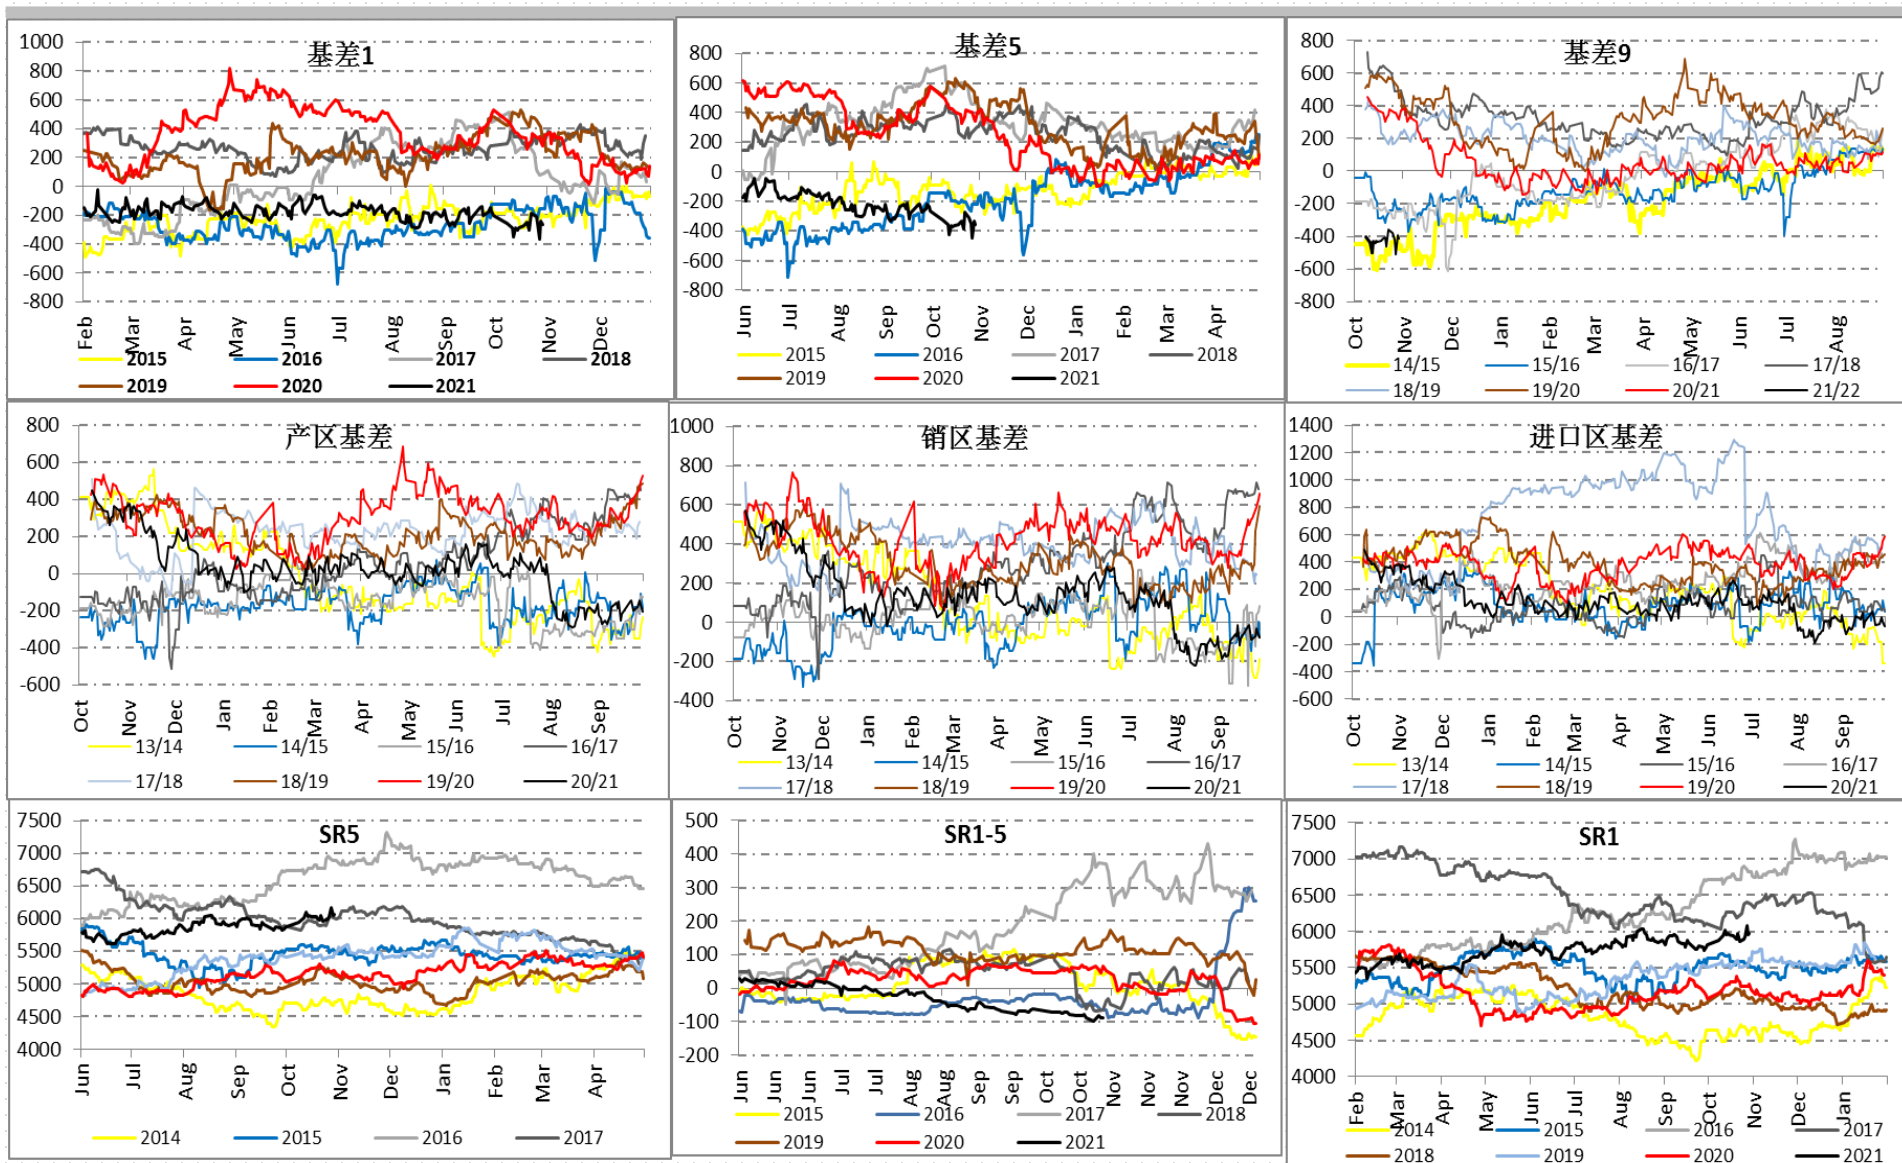 基差1
1000
800
600
400
200
0
-200
-400
-600
-800
Feb Mar Apr May Jun Jul Aug Sep Oct Nov Dec
2015 2016 2017 2018
2019 2020 2021
基差5
800
600
400
200
0
-200
-400
-600
-800
Jun Jul Aug Sep Oct Nov Dec Jan Feb Mar Apr
2015 2016 2017 2018
2019 2020 2021
基差9
800
600
400
200
0
-200
-400
-600
-800
Oct Nov Dec Jan Feb Mar Apr May Jun Jul Aug
14/15 15/16 16/17 17/18
18/19 19/20 20/21 21/22
产区基差
800
600
400
200
0
-200
-400
-600
Oct Nov Dec Jan Feb Mar Apr May Jun Jul Aug Sep
13/14 14/15 15/16 16/17
17/18 18/19 19/20 20/21
销区基差
1000
800
600
400
200
0
-200
-400
Oct Nov Dec Jan Feb Mar Apr May Jun Jul Aug Sep
13/14 14/15 15/16 16/17
17/18 18/19 19/20 20/21
进口区基差
1400
1200
1000
800
600
400
200
0
-200
-400
-600
Oct Nov Dec Jan Feb Mar Apr May Jun Jul Aug Sep
13/14 14/15 15/16 16/17
17/18 18/19 19/20 20/21
SR5
7500
7000
6500
6000
5500
5000
4500
4000
Jun Jul Aug Sep Oct Nov Dec Jan Feb Mar Apr
2014 2015 2016 2017
SR1-5
500
400
300
200
100
0
-100
-200
Jun Jun Jun Jul Jul Aug Aug Sep Sep Oct Oct Nov Nov Nov Dec Dec
2015 2016 2017 2018
2019 2020 2021
SR1
7500
7000
6500
6000
5500
5000
4500
4000
Feb Mar Apr May Jun Jul Aug Sep Oct Nov Dec Jan
2014 2015 2016 2017
2018 2019 2020 2021